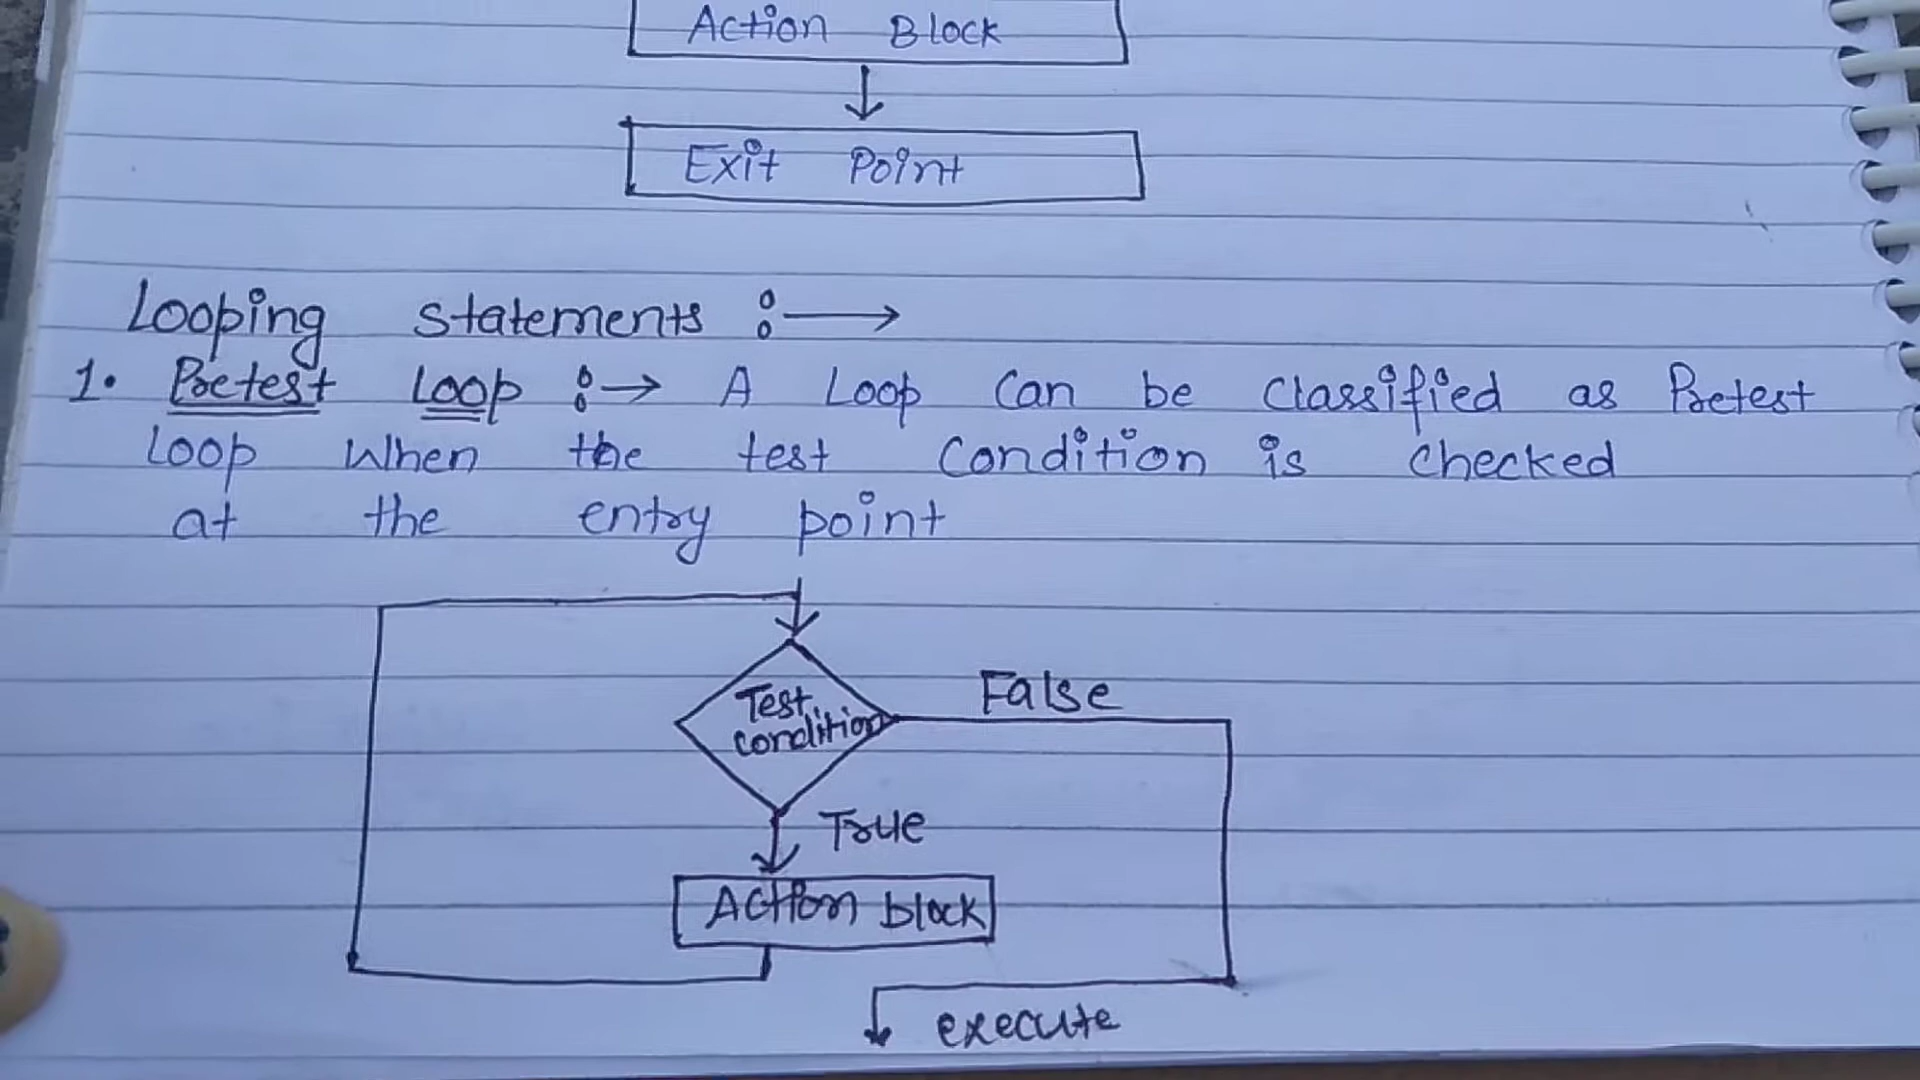 Action Block
Exit Point
Looping statements :→
1. Pretest Loop :→ A Loop Can be Classified as Pretest
Loop When the test Condition is checked
at the entry point
Test
condition
False
True
Action block
execute